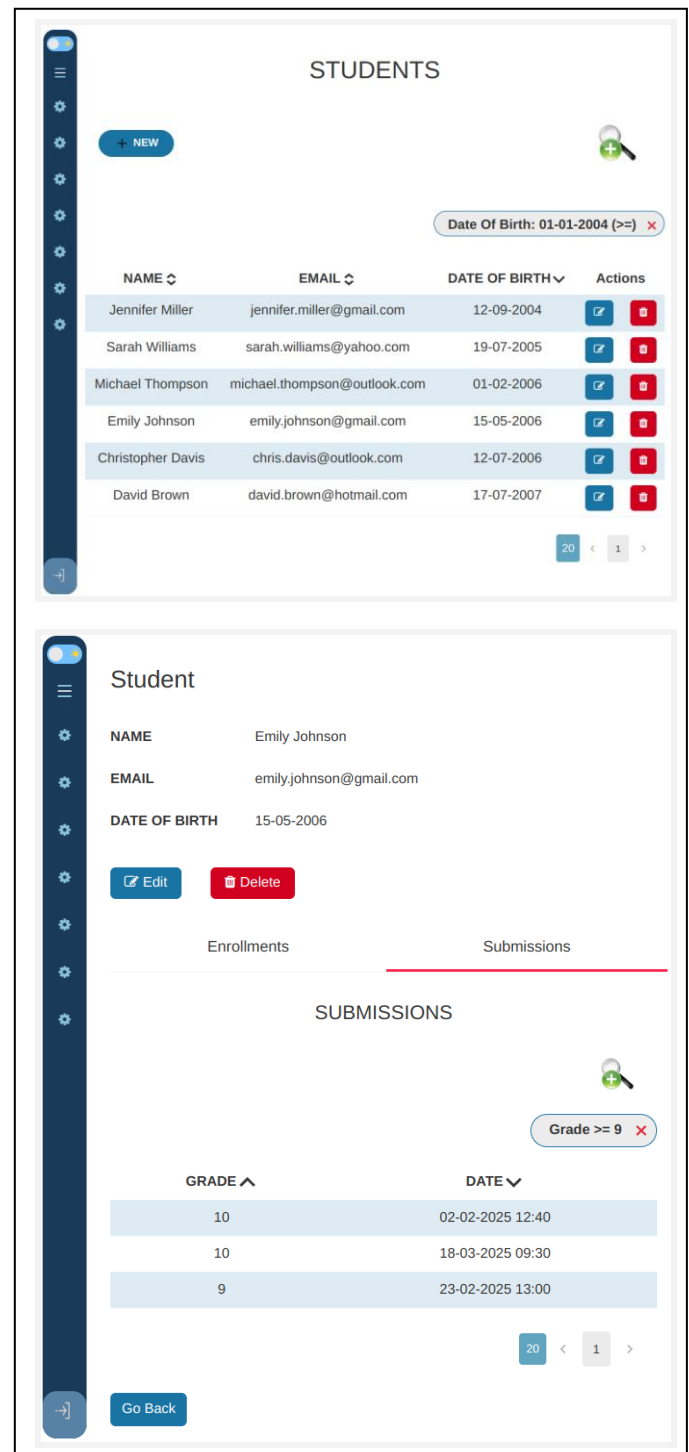 STUDENTS
+ NEW
Date Of Birth: 01-01-2004 (>=) ×
NAME EMAIL DATE OF BIRTH Actions
Jennifer Miller jennifer.miller@gmail.com 12-09-2004
Sarah Williams sarah.williams@yahoo.com 19-07-2005
Michael Thompson michael.thompson@outlook.com 01-02-2006
Emily Johnson emily.johnson@gmail.com 15-05-2006
Christopher Davis chris.davis@outlook.com 12-07-2006
David Brown david.brown@hotmail.com 17-07-2007
20 < 1 >
Student
NAME Emily Johnson
EMAIL emily.johnson@gmail.com
DATE OF BIRTH 15-05-2006
Edit Delete
Enrollments Submissions
SUBMISSIONS
Grade >= 9 ×
GRADE DATE
10 02-02-2025 12:40
10 18-03-2025 09:30
9 23-02-2025 13:00
20 < 1 >
Go Back